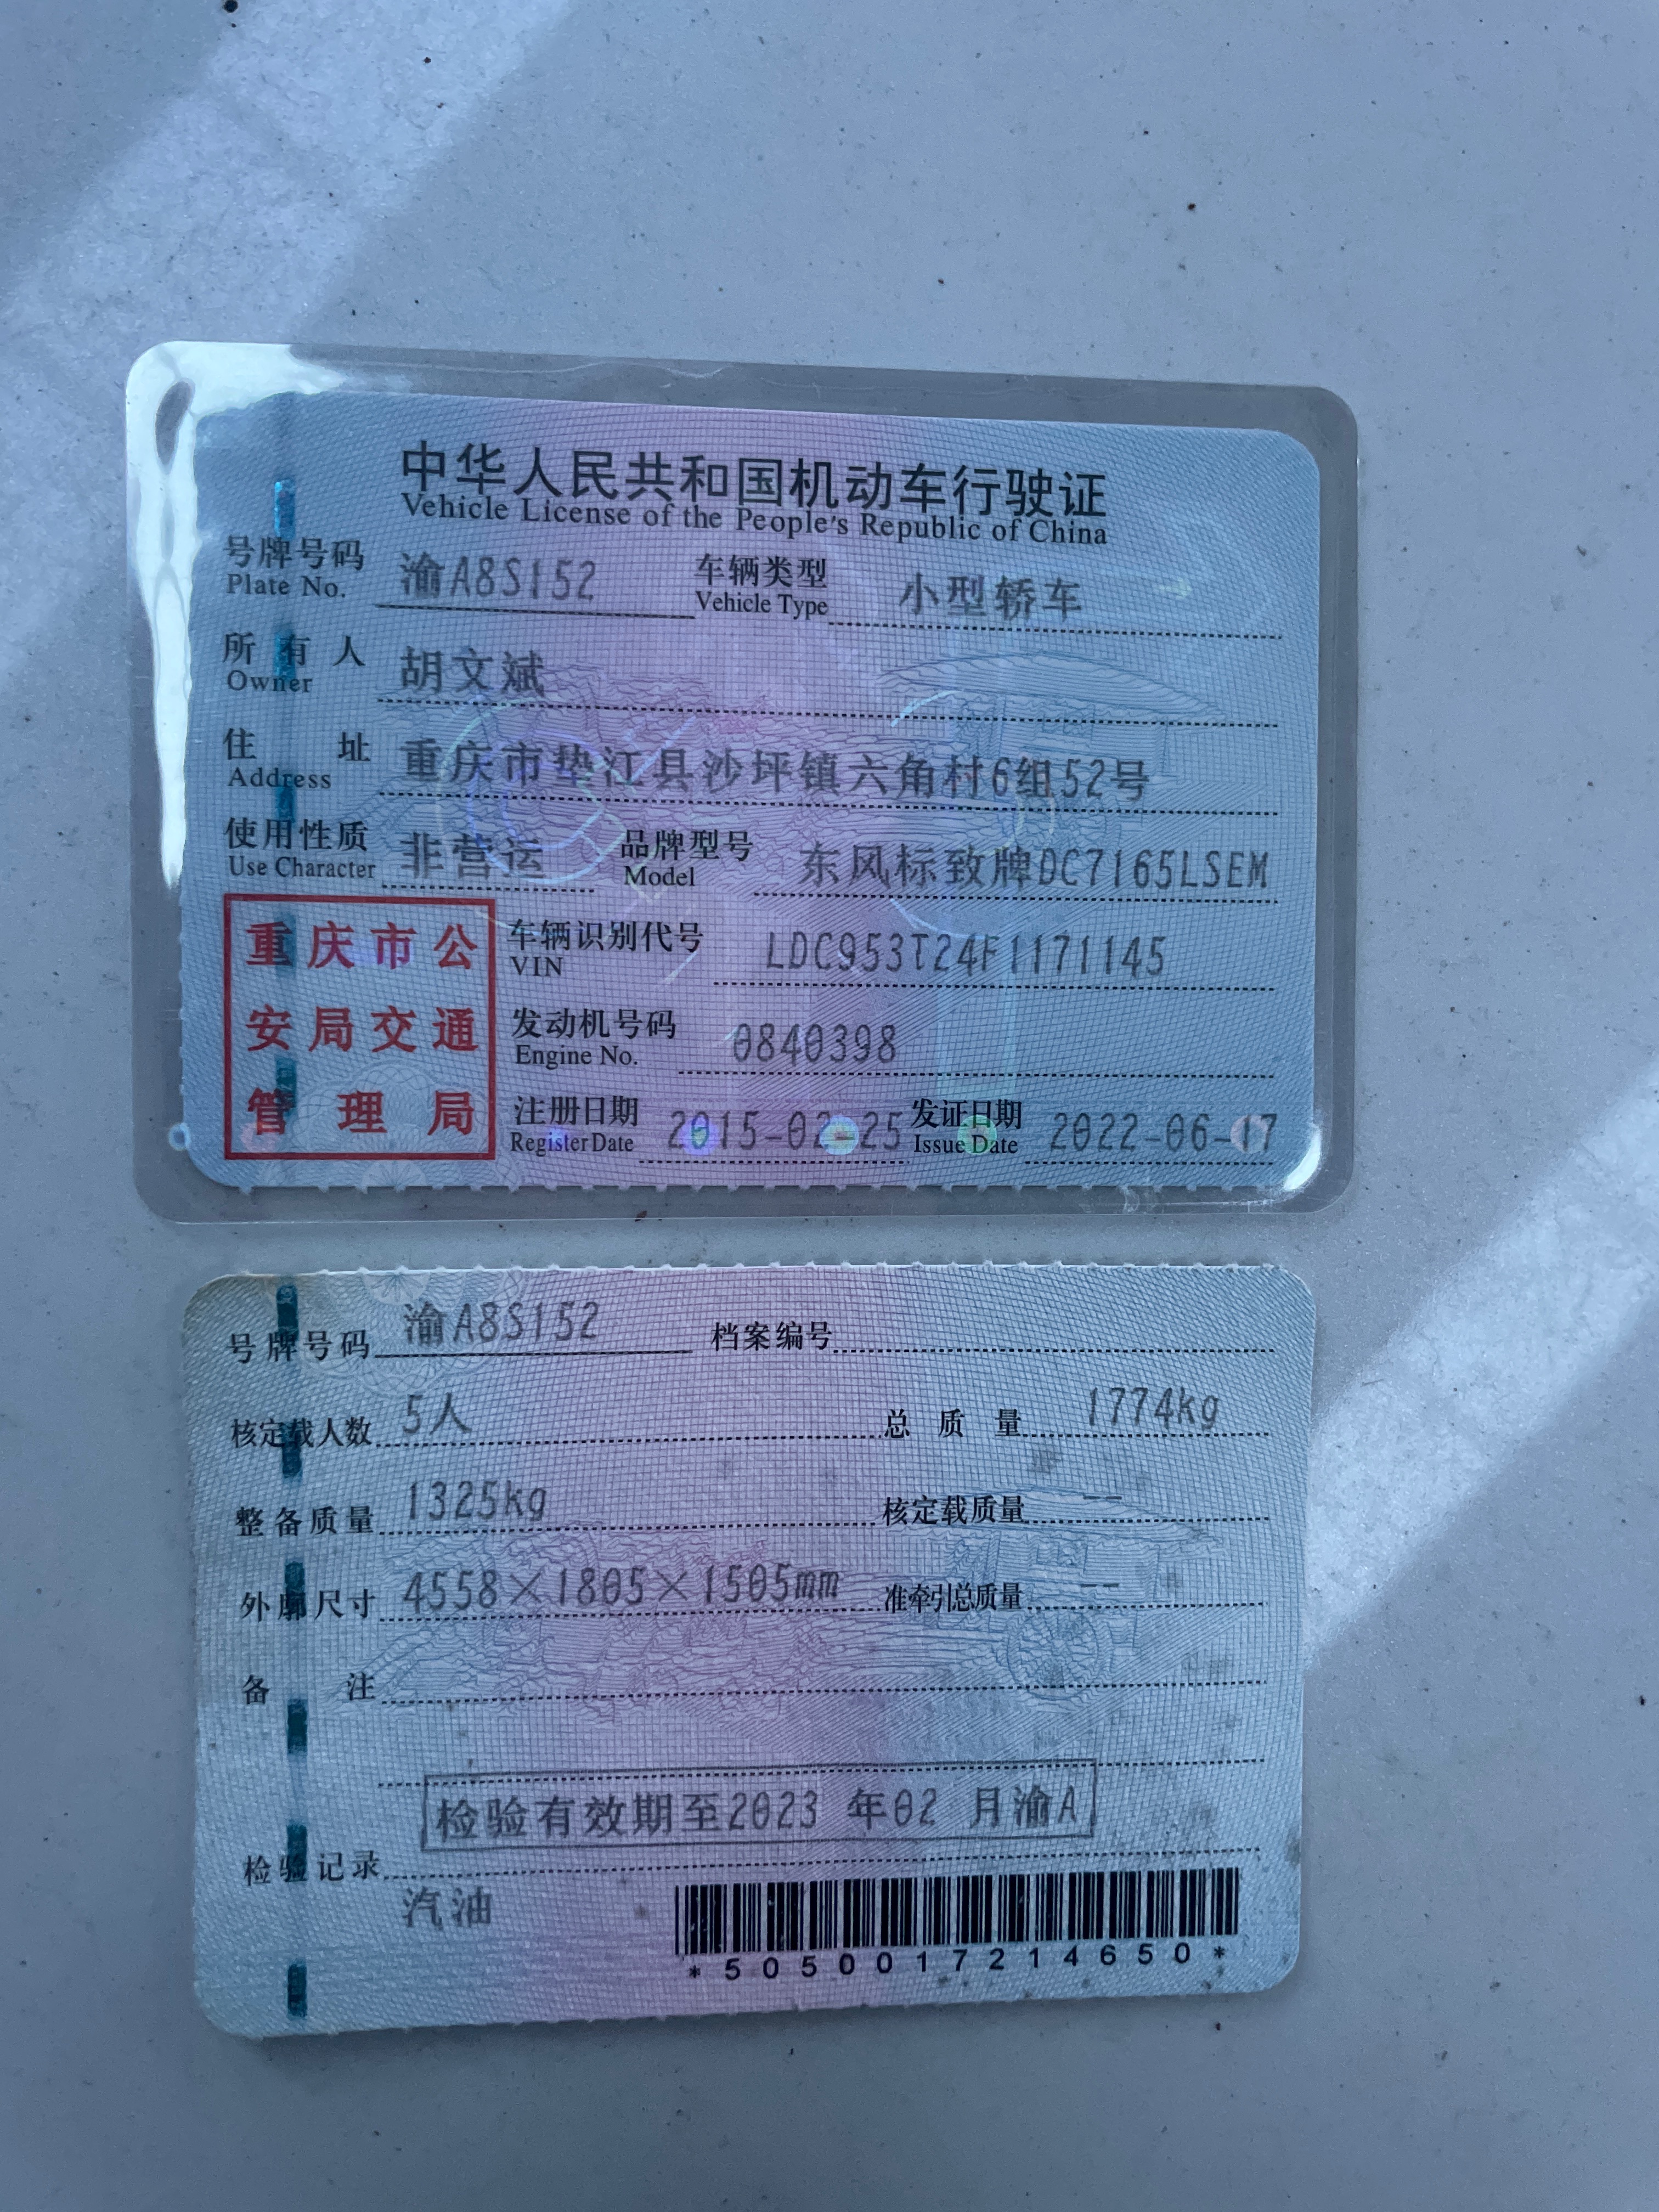 中华人民共和国机动车行驶证
Vehicle License of the People's Republic of China
号牌号码 渝A8S152 车辆类型 小型轿车
Plate No. Vehicle Type
所有人 胡文斌
Owner
住址 重庆市垫江县沙坪镇六角村6组52号
Address
使用性质 非营运 品牌型号 东风标致牌DC7165LSEM
Use Character Model
重庆市公
安局交通
管理局
车辆识别代号 LDC953T24F1171145
VIN
发动机号码 0840398
Engine No.
注册日期 2015-02-25 发证日期 2022-06-17
Register Date Issue Date
号牌号码 渝A8S152 档案编号
核定载人数 5人 总质量 1774kg
整备质量 1325kg 核定载质量 --
外廓尺寸 4558×1805×1505mm 准牵引总质量 --
备注
检验有效期至2023 年02 月渝A
检验记录
汽油
*5050017214650*